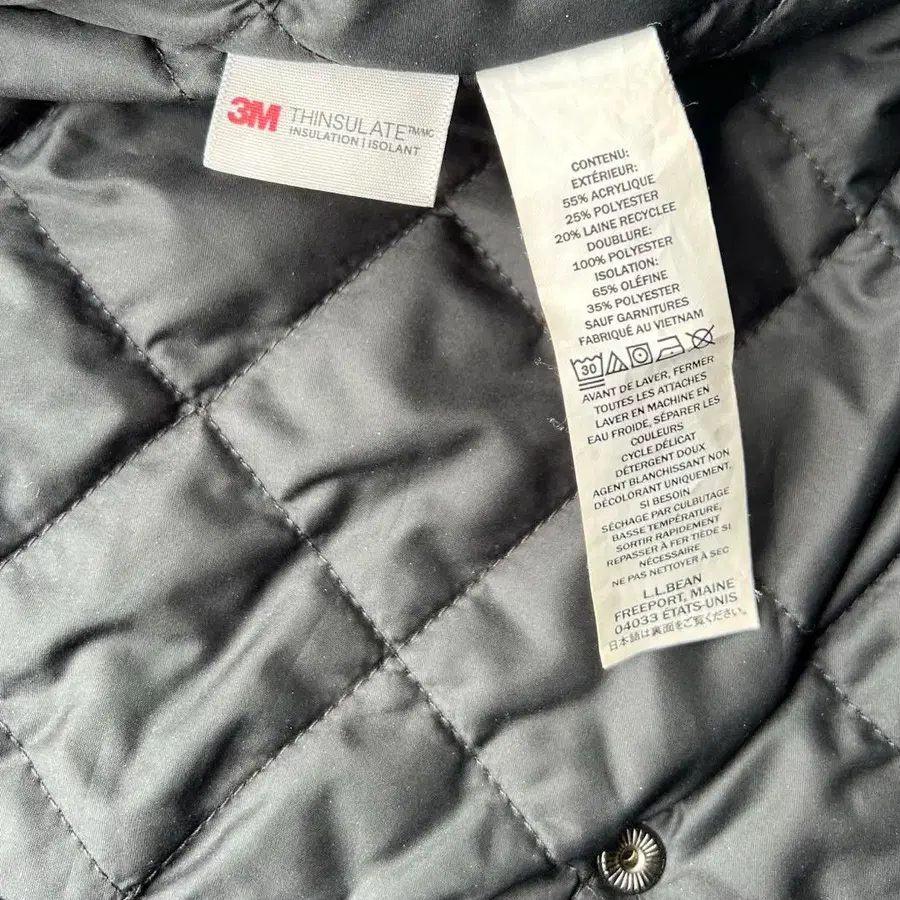 3M THINSULATE™/MC
INSULATION | ISOLANT
CONTENU:
EXTÉRIEUR:
55% ACRYLIQUE
25% POLYESTER
20% LAINE RECYCLEE
DOUBLURE:
100% POLYESTER
ISOLATION:
65% OLÉFINE
35% POLYESTER
SAUF GARNITURES
FABRIQUÉ AU VIETNAM
30
AVANT DE LAVER, FERMER
TOUTES LES ATTACHES
LAVER EN MACHINE EN
EAU FROIDE, SÉPARER LES
COULEURS
CYCLE DÉLICAT
DÉTERGENT DOUX
AGENT BLANCHISSANT NON
DÉCOLORANT UNIQUEMENT,
SI BESOIN
SÉCHAGE PAR CULBUTAGE
BASSE TEMPÉRATURE,
SORTIR RAPIDEMENT
REPASSER À FER TIÈDE SI
NÉCESSAIRE
NE PAS NETTOYER À SEC
L.L.BEAN
FREEPORT, MAINE
04033 ÉTATS-UNIS
日本語は裏面をご覧ください。